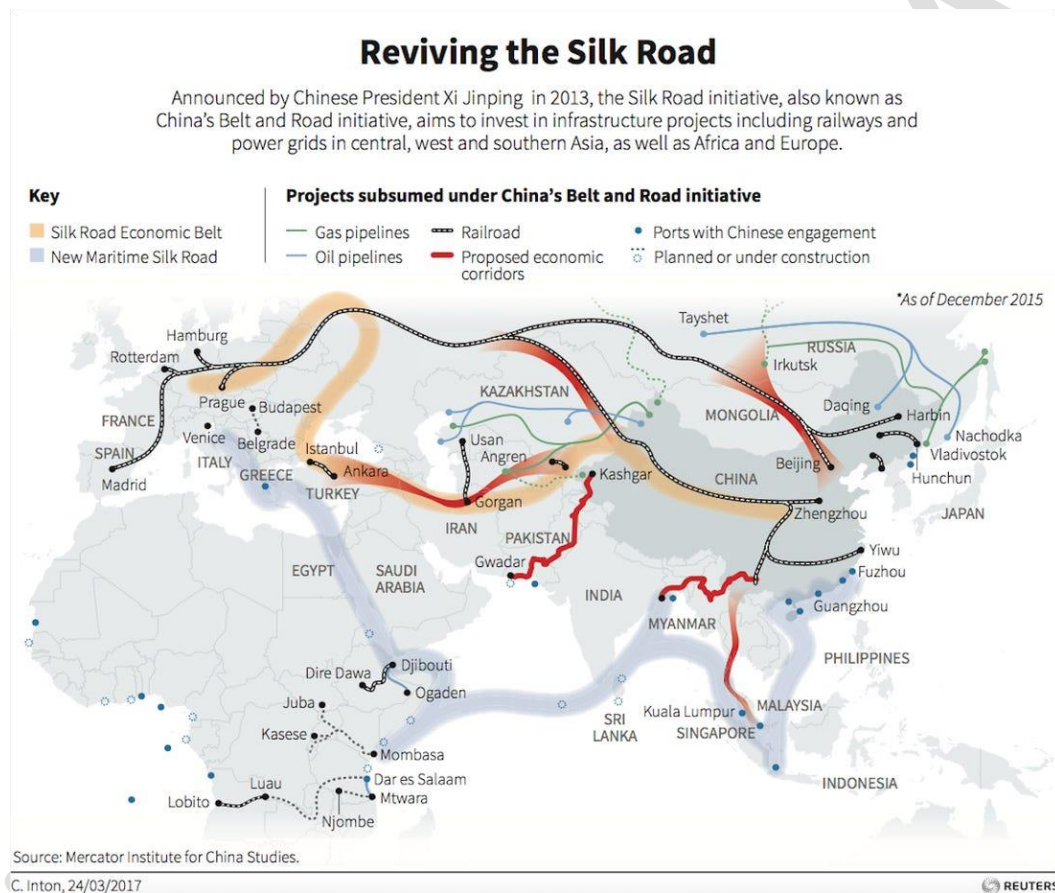 Reviving the Silk Road
Announced by Chinese President Xi Jinping in 2013, the Silk Road initiative, also known as
China's Belt and Road initiative, aims to invest in infrastructure projects including railways and
power grids in central, west and southern Asia, as well as Africa and Europe.
Key
Silk Road Economic Belt
New Maritime Silk Road
Projects subsumed under China's Belt and Road initiative
Gas pipelines
Oil pipelines
Railroad
Proposed economic
corridors
Ports with Chinese engagement
Planned or under construction
*As of December 2015
Tayshet
Hamburg
Rotterdam
RUSSIA
Irkutsk
KAZAKHSTAN
Prague
Budapest
FRANCE
MONGOLIA
Daqing
Harbin
Venice
Belgrade
Usan
Nachodka
SPAIN
ITALY
Istanbul
Angren
Vladivostok
Madrid
GREECE
Ankara
Kashgar
Beijing
CHINA
Hunchun
TURKEY
Gorgan
Zhengzhou
JAPAN
IRAN
PAKISTAN
Yiwu
Gwadar
EGYPT
SAUDI
ARABIA
INDIA
Fuzhou
Guangzhou
MYANMAR
PHILIPPINES
Djibouti
Dire Dawa
Ogaden
Juba
MALAYSIA
Kuala Lumpur
SRI
LANKA
SINGAPORE
Kasese
Mombasa
Dar es Salaam
INDONESIA
Luau
Lobito
Mtwara
Njombe
Source: Mercator Institute for China Studies.
C. Inton, 24/03/2017
REUTERS